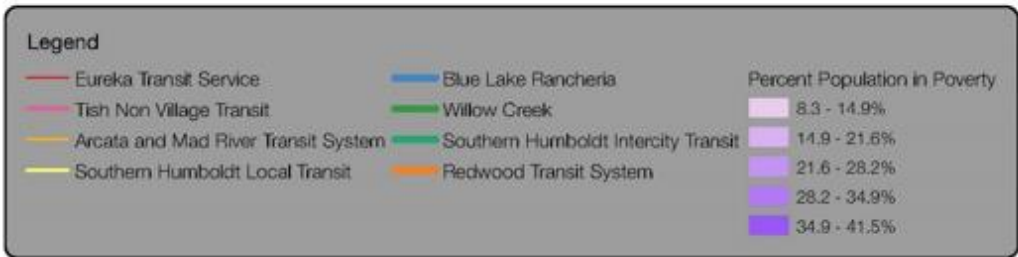 Legend
Eureka Transit Service
Tish Non Village Transit
Arcata and Mad River Transit System
Southern Humboldt Local Transit
Blue Lake Rancheria
Willow Creek
Southern Humboldt Intercity Transit
Redwood Transit System
Percent Population in Poverty
8.3 - 14.9%
14.9 - 21.6%
21.6 - 28.2%
28.2 - 34.9%
34.9 - 41.5%